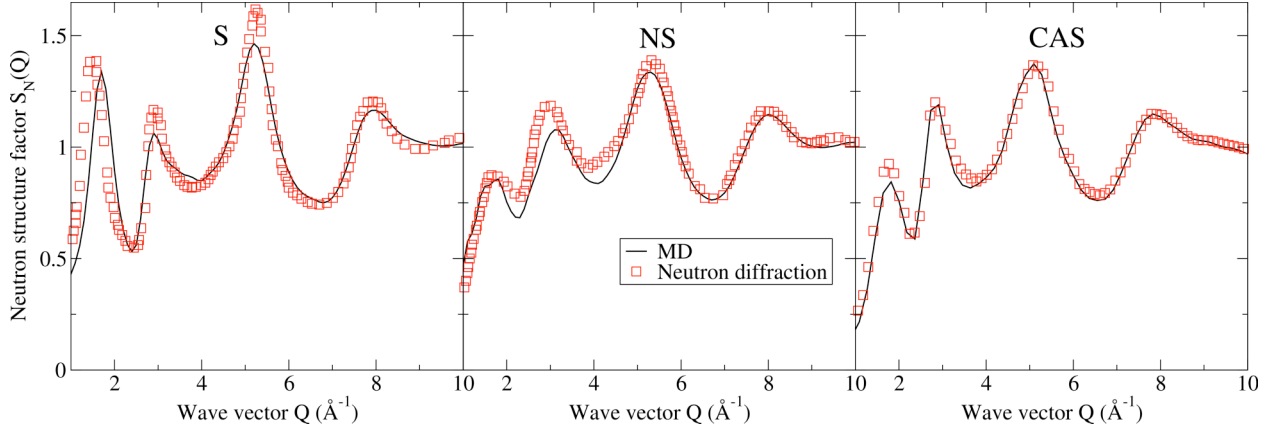 S NS CAS
1.5
1
0.5
0
Neutron structure factor S_N(Q)
MD
Neutron diffraction
2 4 6 8 10 2 4 6 8 10 2 4 6 8 10
Wave vector Q (Å⁻¹) Wave vector Q (Å⁻¹) Wave vector Q (Å⁻¹)